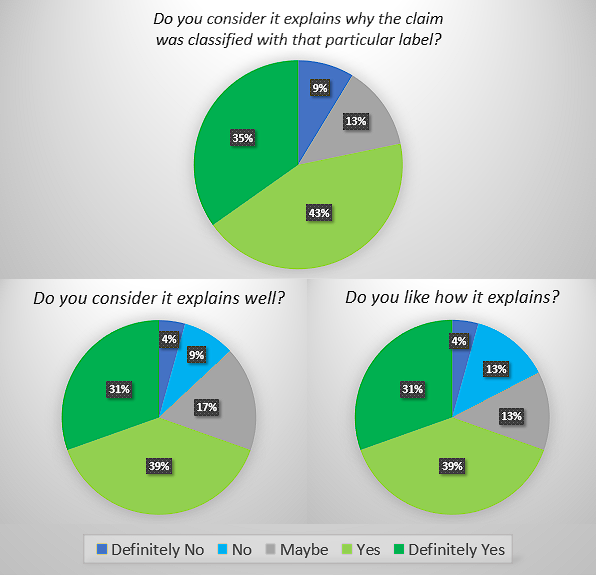 Do you consider it explains why the claim
was classified with that particular label?
9%
13%
35%
43%
Do you consider it explains well?
4%
9%
31%
17%
39%
Do you like how it explains?
4%
13%
31%
13%
39%
Definitely No No Maybe Yes Definitely Yes